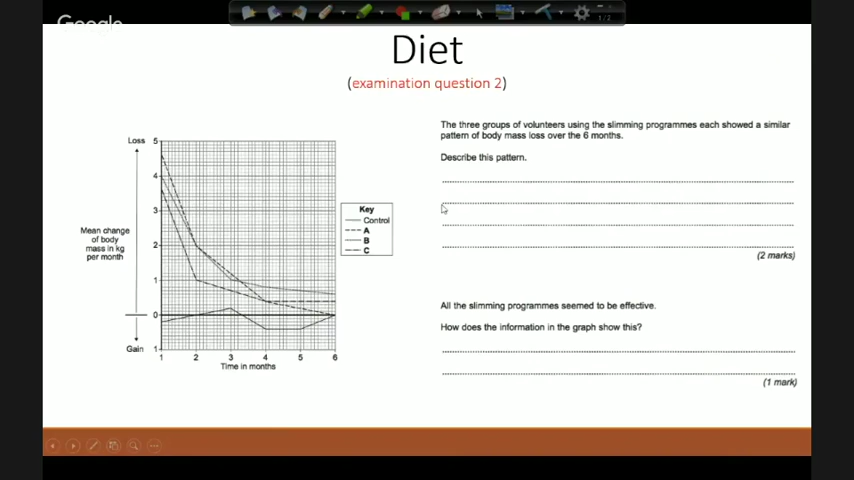 Google
1/2
Diet
(examination question 2)
The three groups of volunteers using the slimming programmes each showed a similar
pattern of body mass loss over the 6 months.
Describe this pattern.
(2 marks)
All the slimming programmes seemed to be effective.
How does the information in the graph show this?
(1 mark)
Loss
5
4
3
2
1
0
1
Gain
Mean change
of body
mass in kg
per month
1 2 3 4 5 6
Time in months
Key
Control
A
B
C